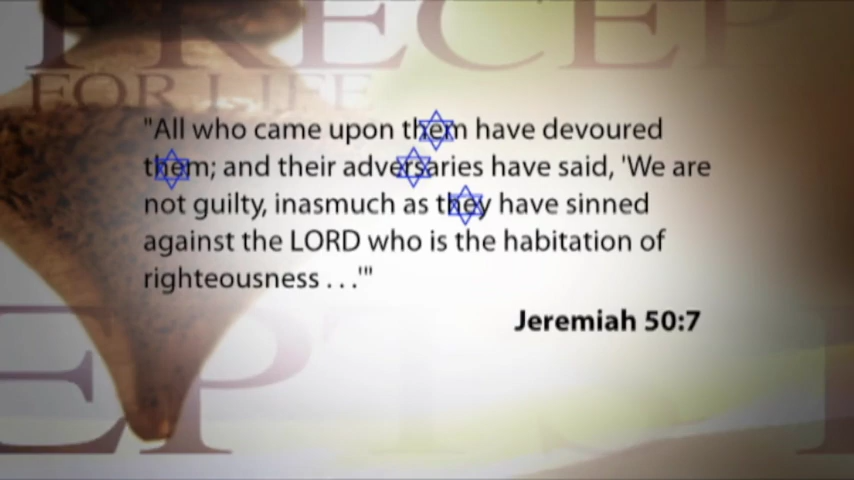 PRECEP
FOR LIFE
"All who came upon them have devoured
them; and their adversaries have said, 'We are
not guilty, inasmuch as they have sinned
against the LORD who is the habitation of
righteousness . . .'"
Jeremiah 50:7